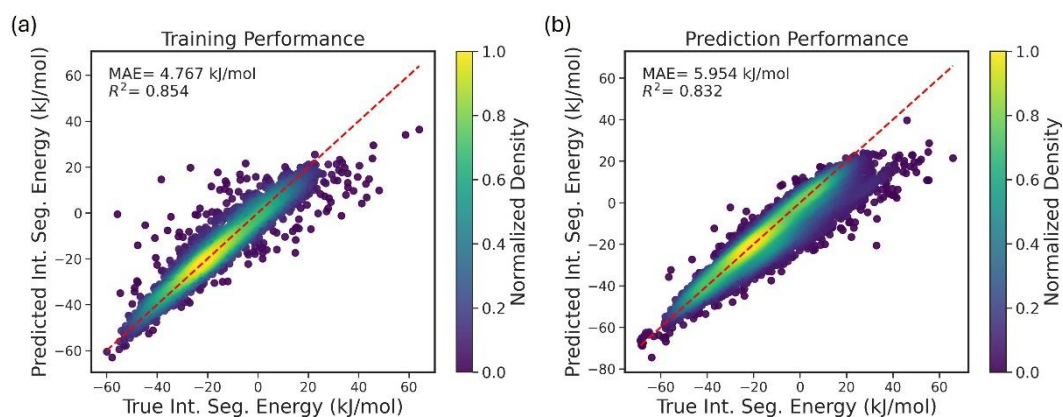 (a)
Training Performance
MAE= 4.767 kJ/mol
R²= 0.854
Predicted Int. Seg. Energy (kJ/mol)
60
40
20
0
−20
−40
−60
−60 −40 −20 0 20 40 60
True Int. Seg. Energy (kJ/mol)
1.0
0.8
0.6
0.4
0.2
0.0
Normalized Density
(b)
Prediction Performance
MAE= 5.954 kJ/mol
R²= 0.832
Predicted Int. Seg. Energy (kJ/mol)
60
40
20
0
−20
−40
−60
−80
−60 −40 −20 0 20 40 60
True Int. Seg. Energy (kJ/mol)
1.0
0.8
0.6
0.4
0.2
0.0
Normalized Density